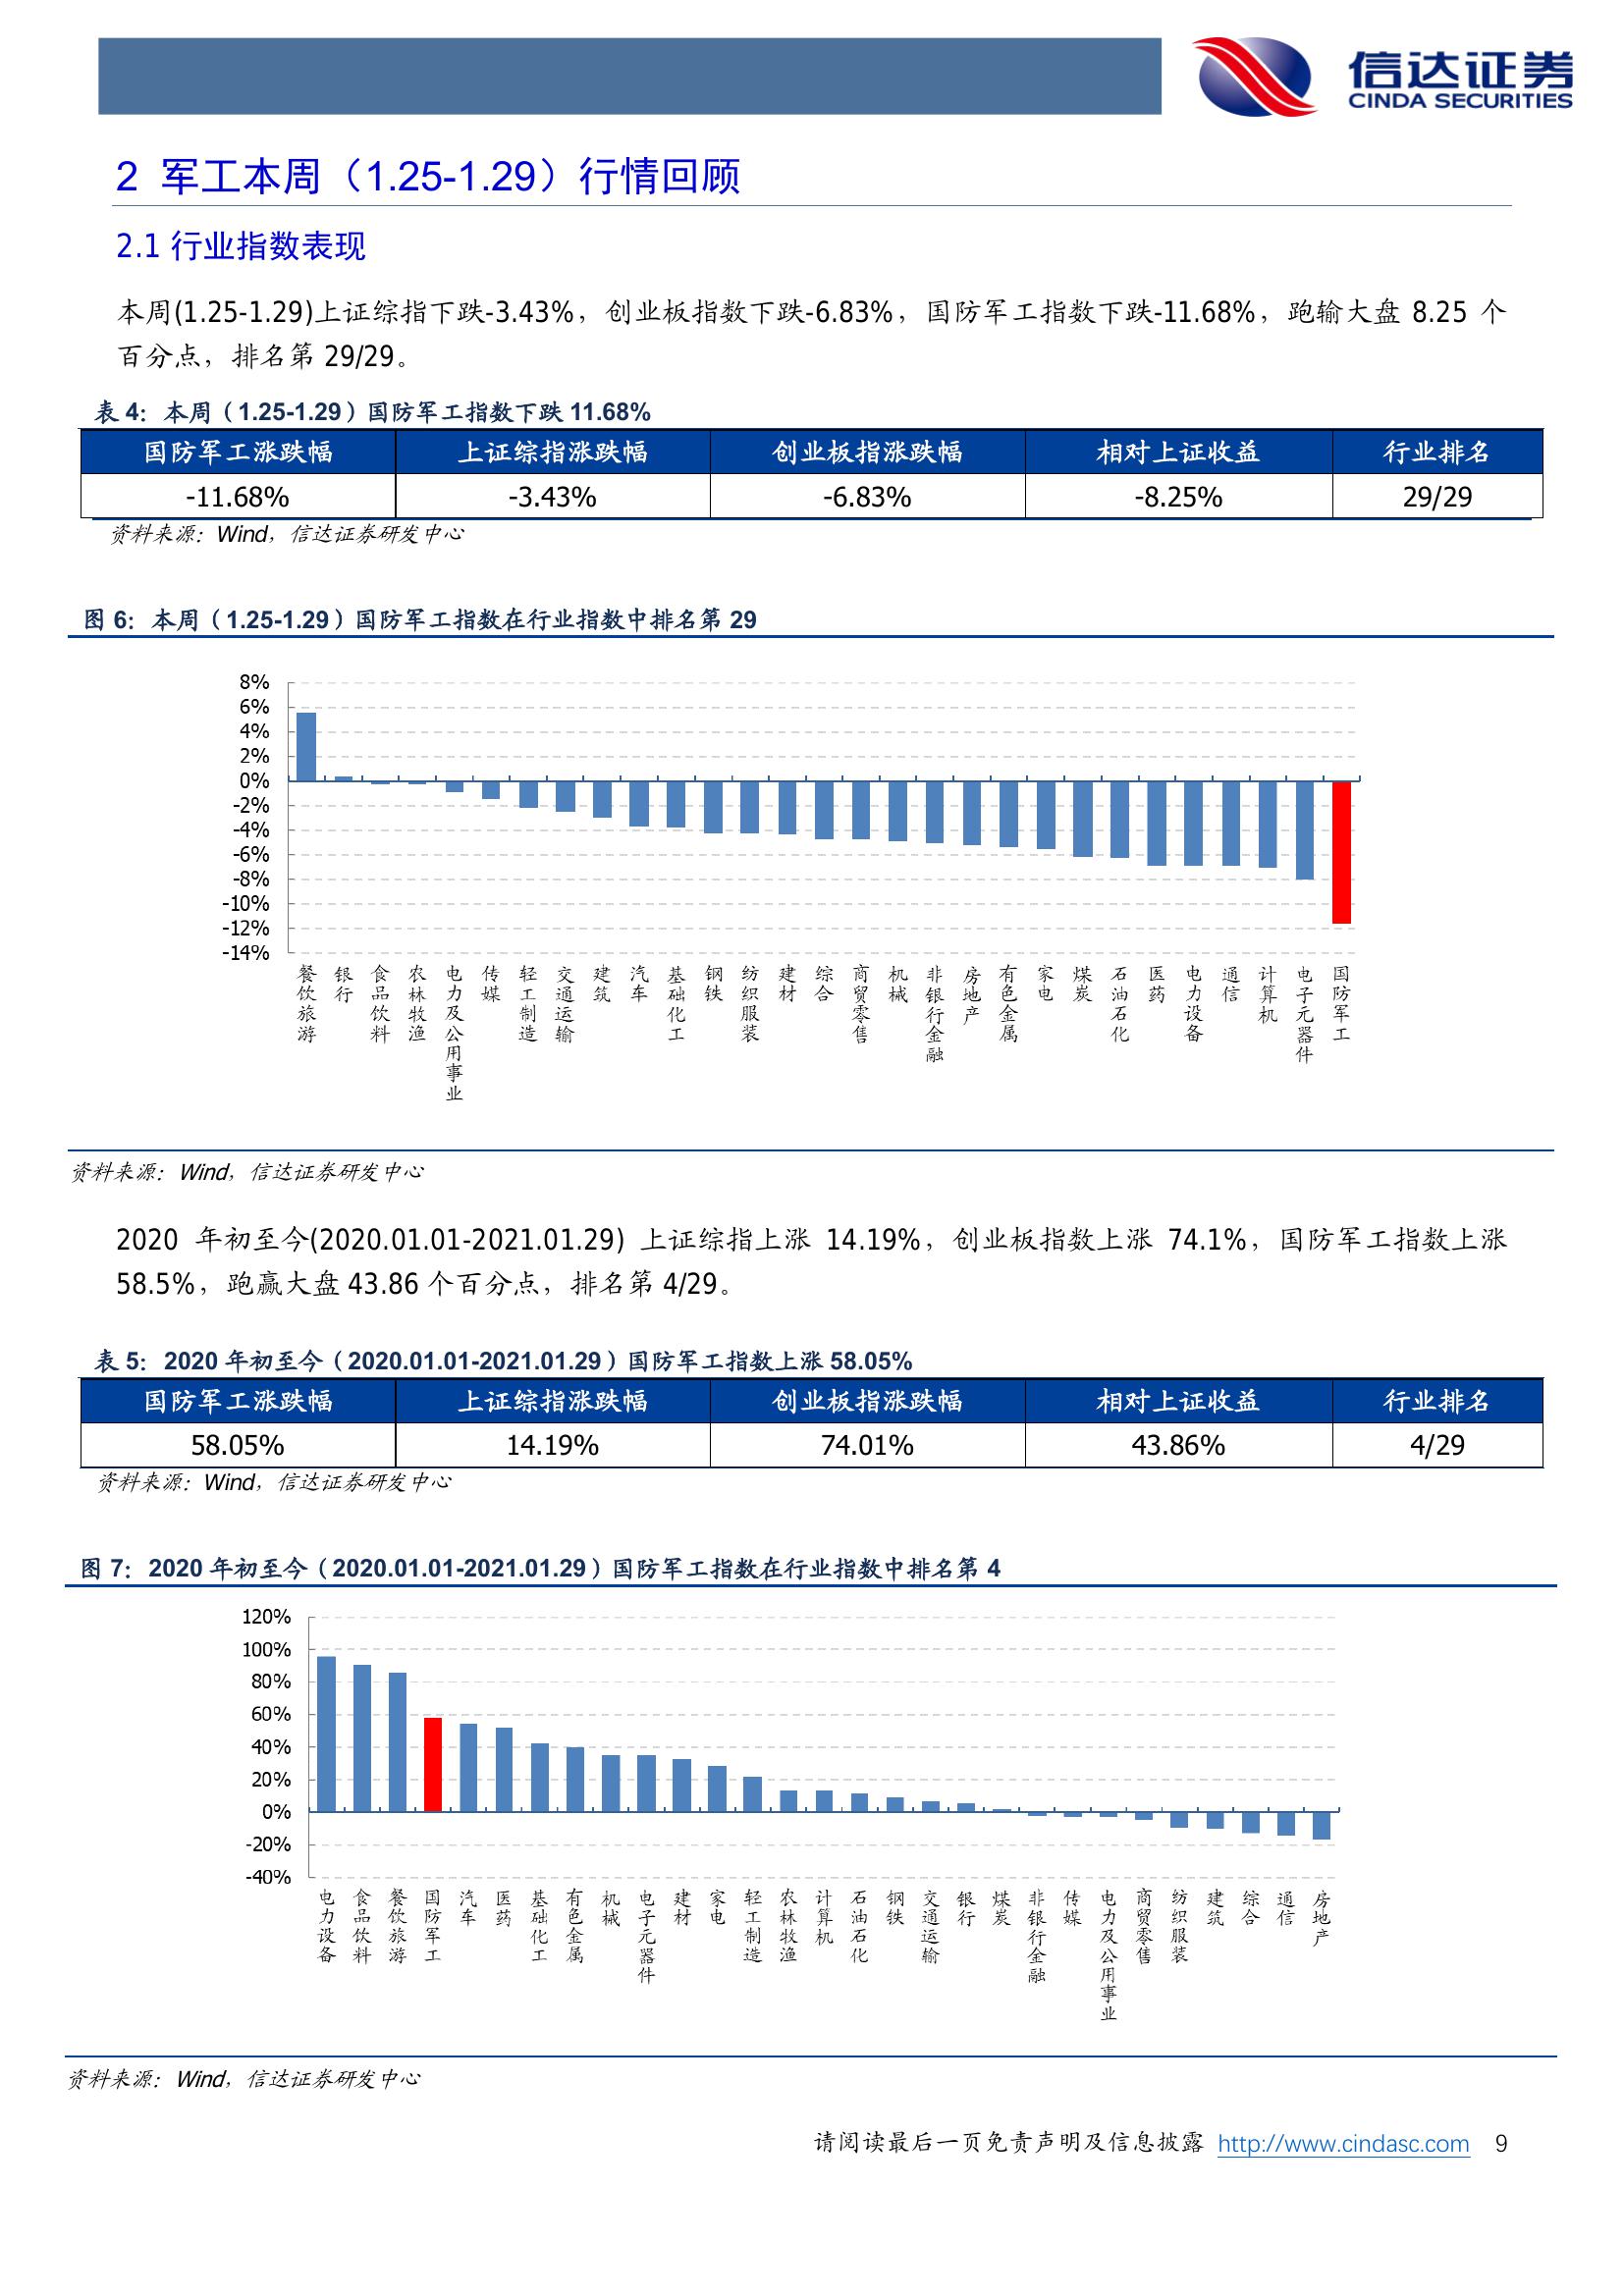 信达证券
CINDA SECURITIES
2 军工本周（1.25-1.29）行情回顾
2.1 行业指数表现
本周(1.25-1.29)上证综指下跌-3.43%，创业板指数下跌-6.83%，国防军工指数下跌-11.68%，跑输大盘 8.25 个
百分点，排名第 29/29。
表 4：本周（1.25-1.29）国防军工指数下跌 11.68%
国防军工涨跌幅 上证综指涨跌幅 创业板指涨跌幅 相对上证收益 行业排名
-11.68% -3.43% -6.83% -8.25% 29/29
资料来源：Wind，信达证券研发中心
图 6：本周（1.25-1.29）国防军工指数在行业指数中排名第 29
8%
6%
4%
2%
0%
-2%
-4%
-6%
-8%
-10%
-12%
-14%
餐饮旅游
银行
食品饮料
农林牧渔
电力及公用事业
传媒
轻工制造
交通运输
建筑
汽车
基础化工
钢铁
纺织服装
建材
综合
商贸零售
机械
非银行金融
房地产
有色金属
家电
煤炭
石油石化
医药
电力设备
通信
计算机
电子元器件
国防军工
资料来源：Wind，信达证券研发中心
2020 年初至今(2020.01.01-2021.01.29) 上证综指上涨 14.19%，创业板指数上涨 74.1%，国防军工指数上涨
58.5%，跑赢大盘 43.86 个百分点，排名第 4/29。
表 5：2020 年初至今（2020.01.01-2021.01.29）国防军工指数上涨 58.05%
国防军工涨跌幅 上证综指涨跌幅 创业板指涨跌幅 相对上证收益 行业排名
58.05% 14.19% 74.01% 43.86% 4/29
资料来源：Wind，信达证券研发中心
图 7：2020 年初至今（2020.01.01-2021.01.29）国防军工指数在行业指数中排名第 4
120%
100%
80%
60%
40%
20%
0%
-20%
-40%
电力设备
食品饮料
餐饮旅游
国防军工
汽车
医药
基础化工
有色金属
机械
电子元器件
建材
家电
轻工制造
农林牧渔
计算机
石油石化
钢铁
交通运输
银行
煤炭
非银行金融
传媒
电力及公用事业
商贸零售
纺织服装
建筑
综合
通信
房地产
资料来源：Wind，信达证券研发中心
请阅读最后一页免责声明及信息披露 http://www.cindasc.com 9